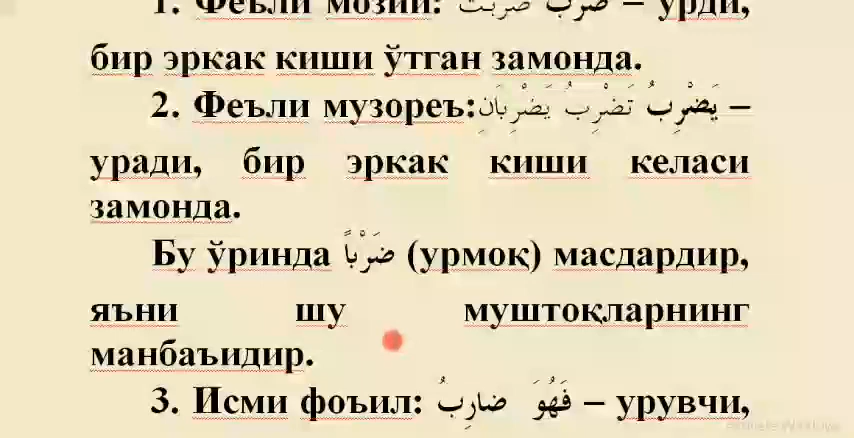 1. Феъли мозий: ضَرَبَ ضَرَبَتْ – урди,
бир эркак киши ўтган замонда.
2. Феъли музореъ: يَضْرِبُ تَضْرِبُ يَضْرِبَانِ –
уради, бир эркак киши келаси
замонда.
Бу ўринда ضَرْباً (урмоқ) масдардир,
яъни шу муштоқларнинг
манбаъидир.
3. Исми фоъил: فَهُوَ ضارِبُ – урувчи,